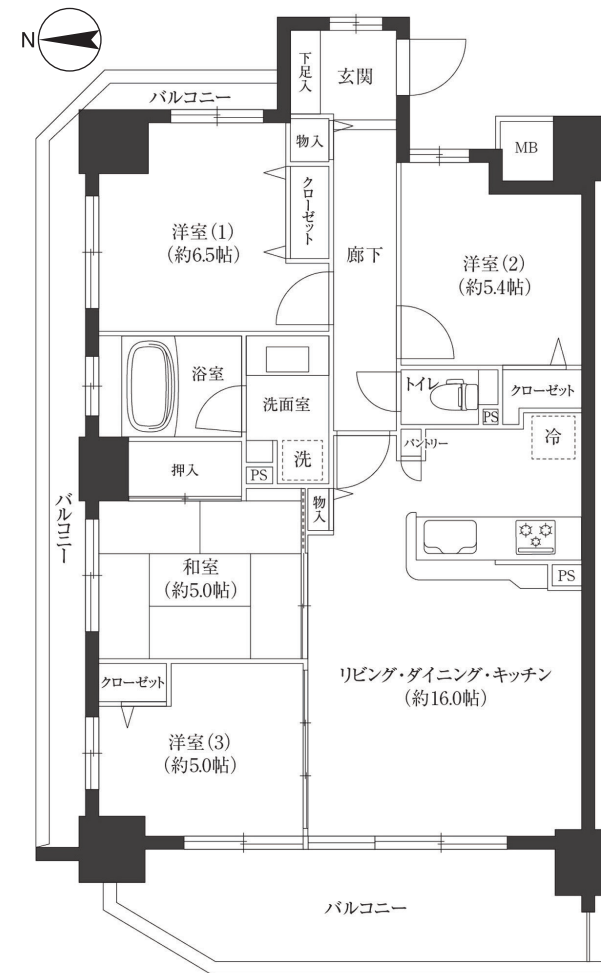 N
下足入
玄関
バルコニー
物入
MB
クローゼット
洋室(1)
(約6.5帖)
廊下
洋室(2)
(約5.4帖)
浴室
トイレ
クローゼット
洗面室
PS
パントリー
冷
洗
押入
PS
物入
バルコニー
和室
(約5.0帖)
PS
リビング・ダイニング・キッチン
(約16.0帖)
クローゼット
洋室(3)
(約5.0帖)
バルコニー